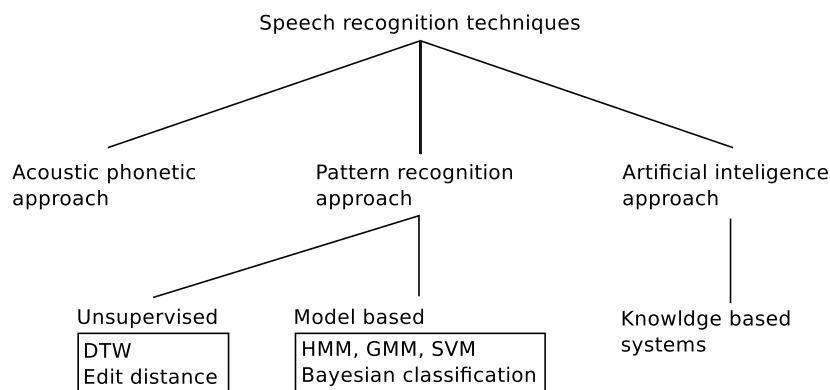 Speech recognition techniques
Acoustic phonetic
approach
Pattern recognition
approach
Artificial inteligence
approach
Unsupervised
DTW
Edit distance
Model based
HMM, GMM, SVM
Bayesian classification
Knowldge based
systems